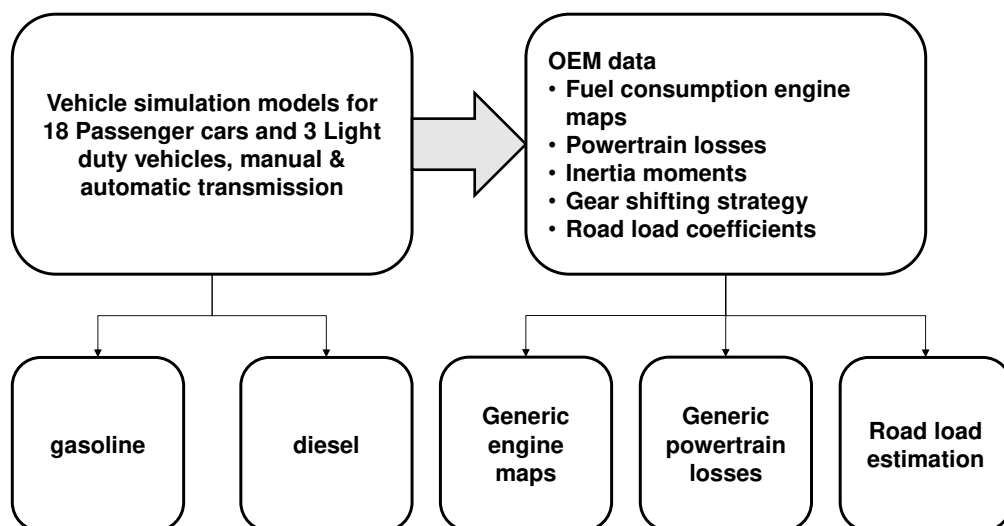 Vehicle simulation models for
18 Passenger cars and 3 Light
duty vehicles, manual &
automatic transmission
OEM data
• Fuel consumption engine
maps
• Powertrain losses
• Inertia moments
• Gear shifting strategy
• Road load coefficients
gasoline
diesel
Generic
engine
maps
Generic
powertrain
losses
Road load
estimation